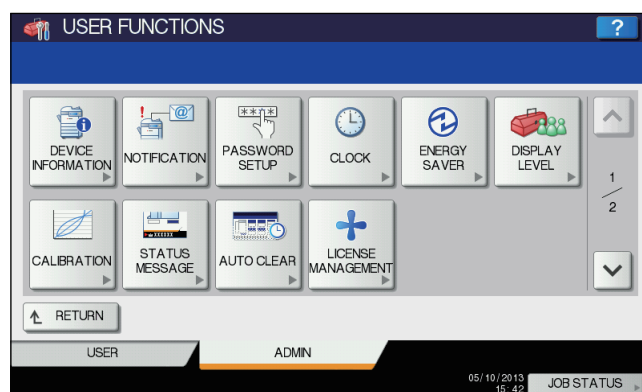 USER FUNCTIONS
?
DEVICE
INFORMATION
NOTIFICATION
PASSWORD
SETUP
CLOCK
ENERGY
SAVER
DISPLAY
LEVEL
1
2
CALIBRATION
STATUS
MESSAGE
AUTO CLEAR
LICENSE
MANAGEMENT
RETURN
USER
ADMIN
05/10/2013
15:42
JOB STATUS